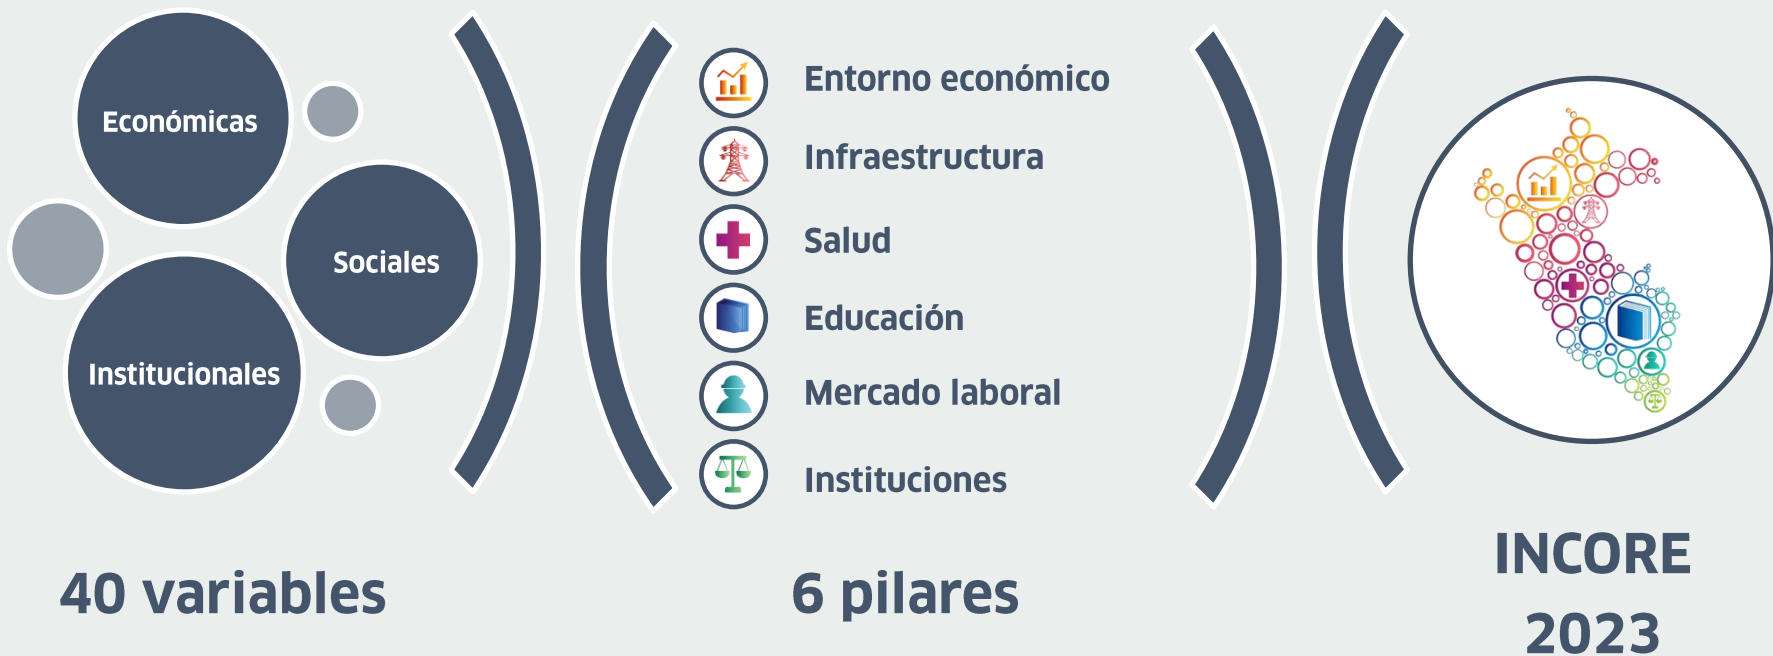 Económicas
Sociales
Institucionales
40 variables
Entorno económico
Infraestructura
Salud
Educación
Mercado laboral
Instituciones
6 pilares
INCORE
2023